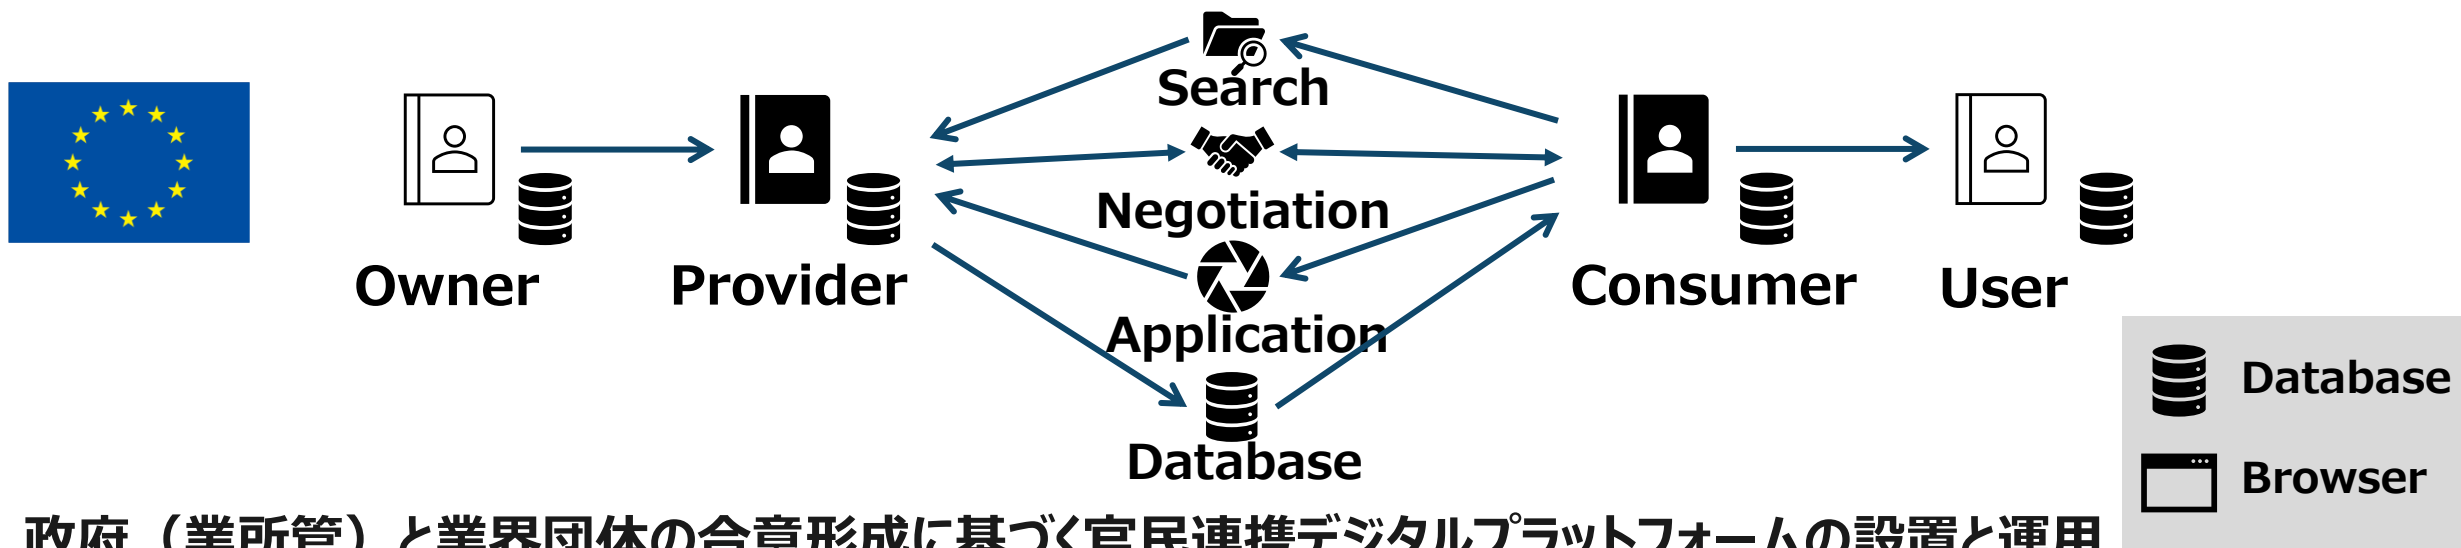 Search
Negotiation
Owner
Provider
Consumer
User
Application
Database
Database
Browser
政府（業所管）と業界団体の合意形成に基づく官民連携デジタルプラットフォームの設置と運用